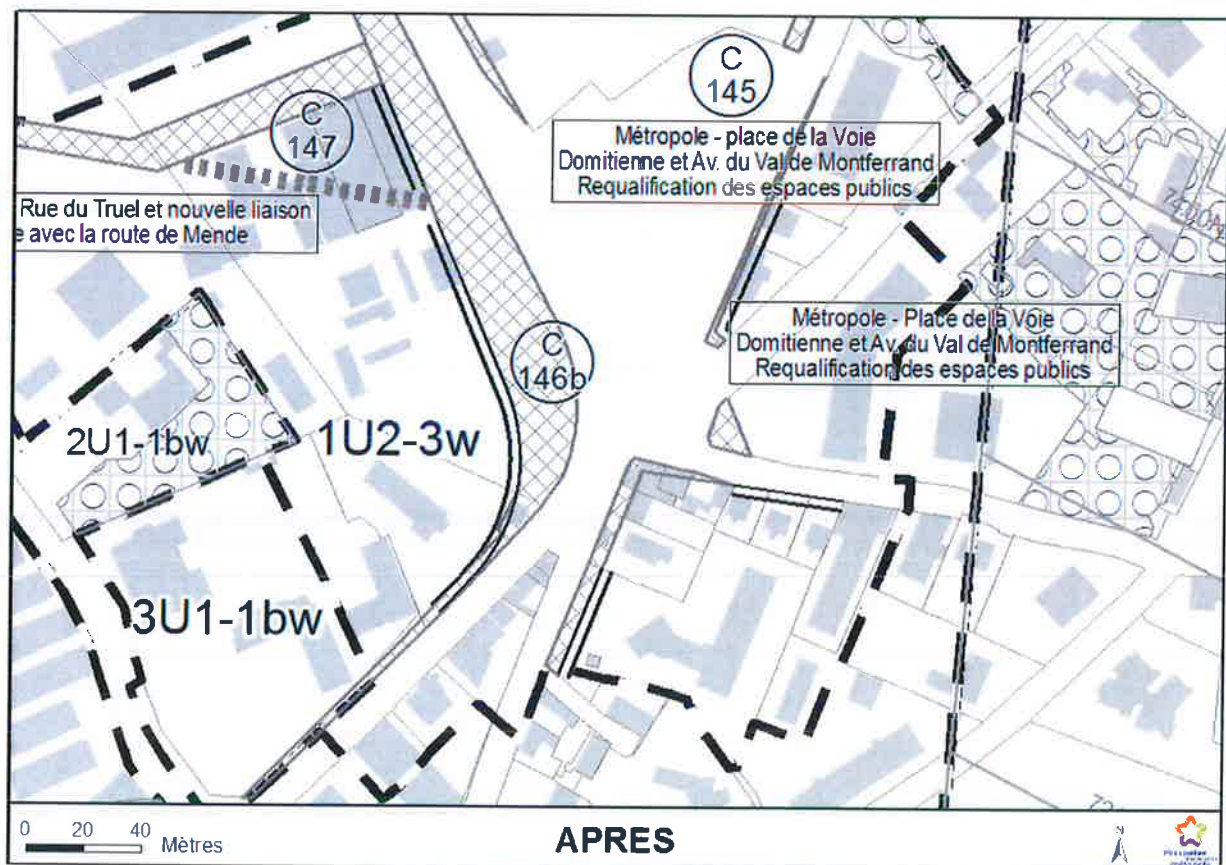 C
145
C
147
Métropole - place de la Voie
Domitienne et Av. du Val de Montferrand
Requalification des espaces publics
Rue du Truel et nouvelle liaison
e avec la route de Mende
Métropole - Place de la Voie
Domitienne et Av. du Val de Montferrand
Requalification des espaces publics
C
146b
2U1-1bw
1U2-3w
3U1-1bw
0 20 40 Mètres
APRES
N